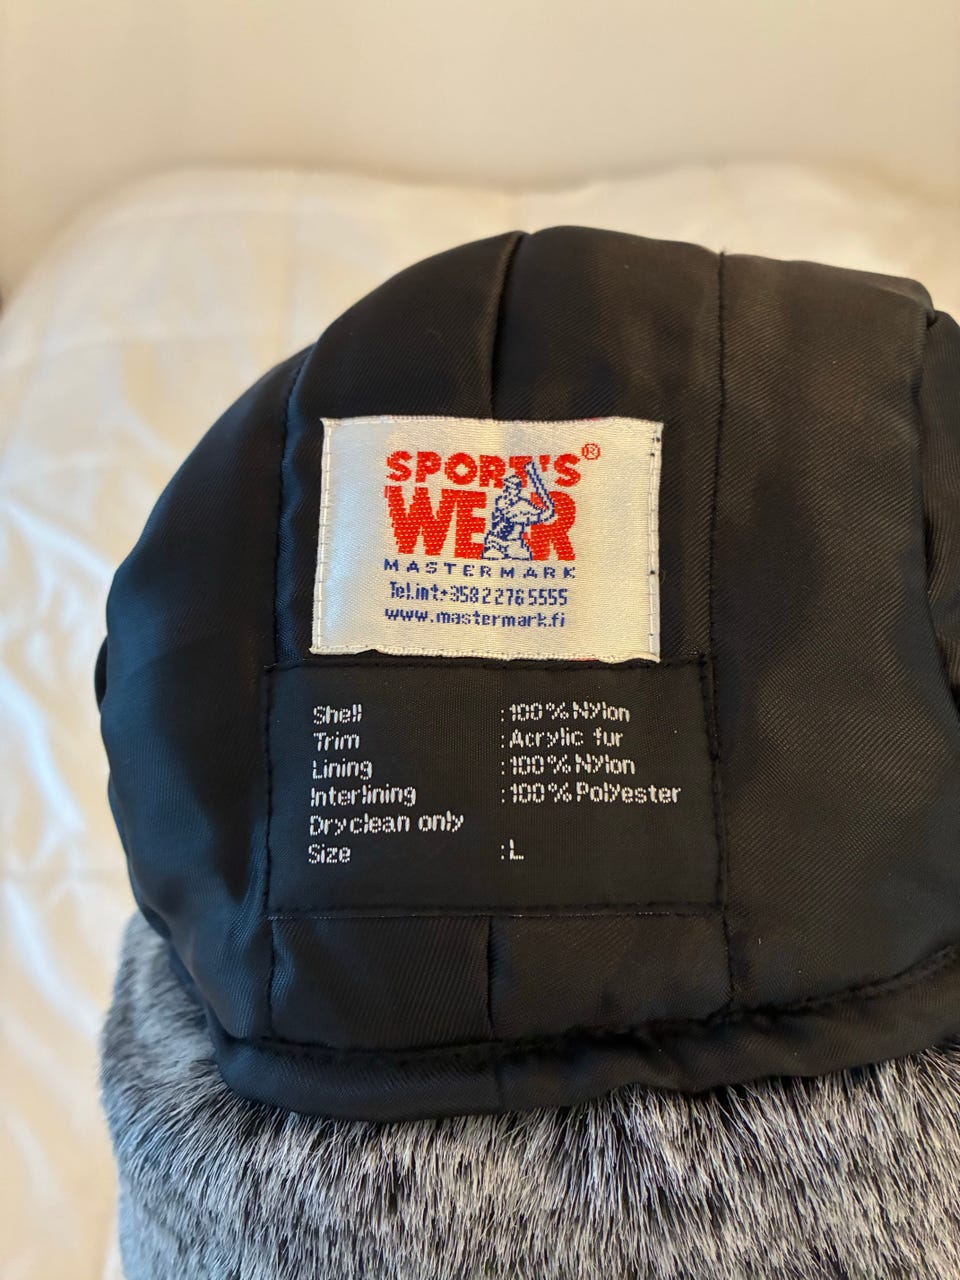 SPORT'S ®
WEAR
MASTERMARK
Tel.int+358 2 276 5555
www.mastermark.fi
Shell :100% Nylon
Trim :Acrylic fur
Lining :100% Nylon
Interlining :100% Polyester
Dryclean only
Size :L